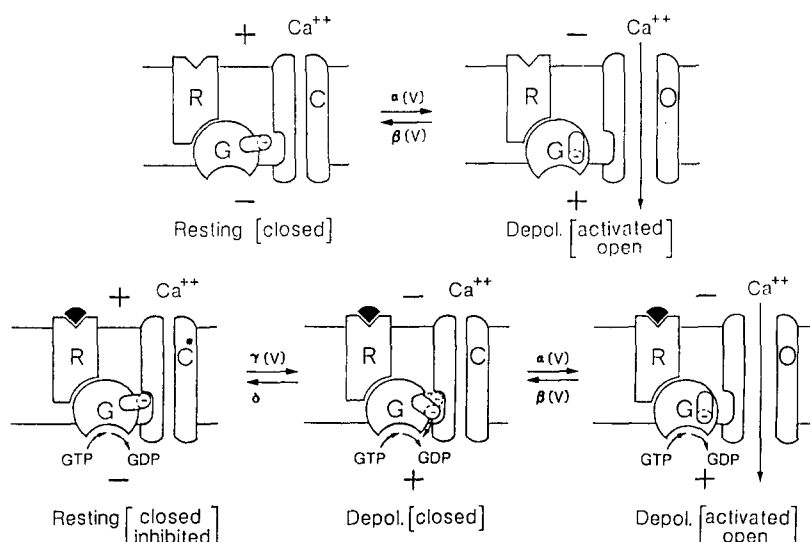 + Ca++
R
C
G
-
−
Resting [closed]
α(V)
β(V)
− Ca++
R
O
G
-
+
Depol. [activated open]
+ Ca++
R
C*
G
-
GTP GDP
−
Resting [closed inhibited]
γ(V)
δ
− Ca++
R
C
G
-
-
GTP GDP
+
Depol. [closed]
α(V)
β(V)
− Ca++
R
O
G
-
GTP GDP
+
Depol. [activated open]